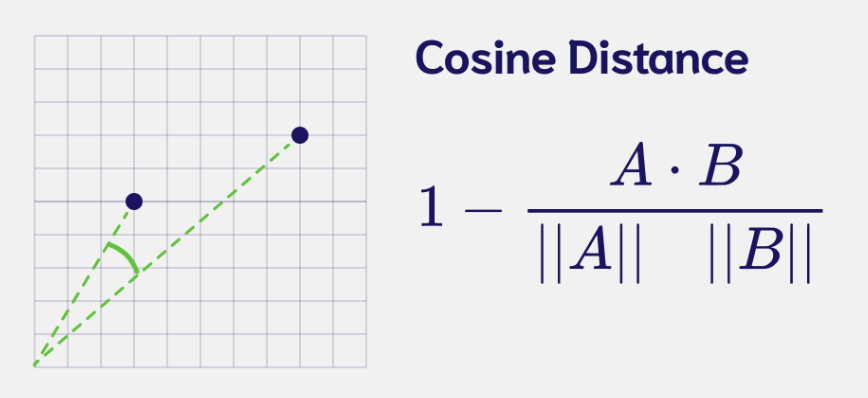 Cosine Distance
A · B
1 −
||A|| ||B||